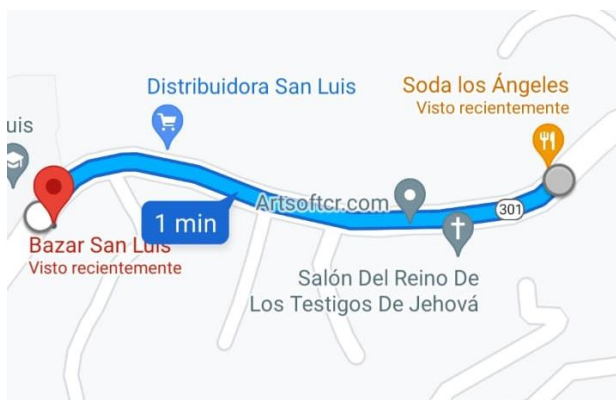 Distribuidora San Luis
Soda los Ángeles
Visto recientemente
uis
Artsoftcr.com
301
1 min
Bazar San Luis
Visto recientemente
Salón Del Reino De
Los Testigos De Jehová